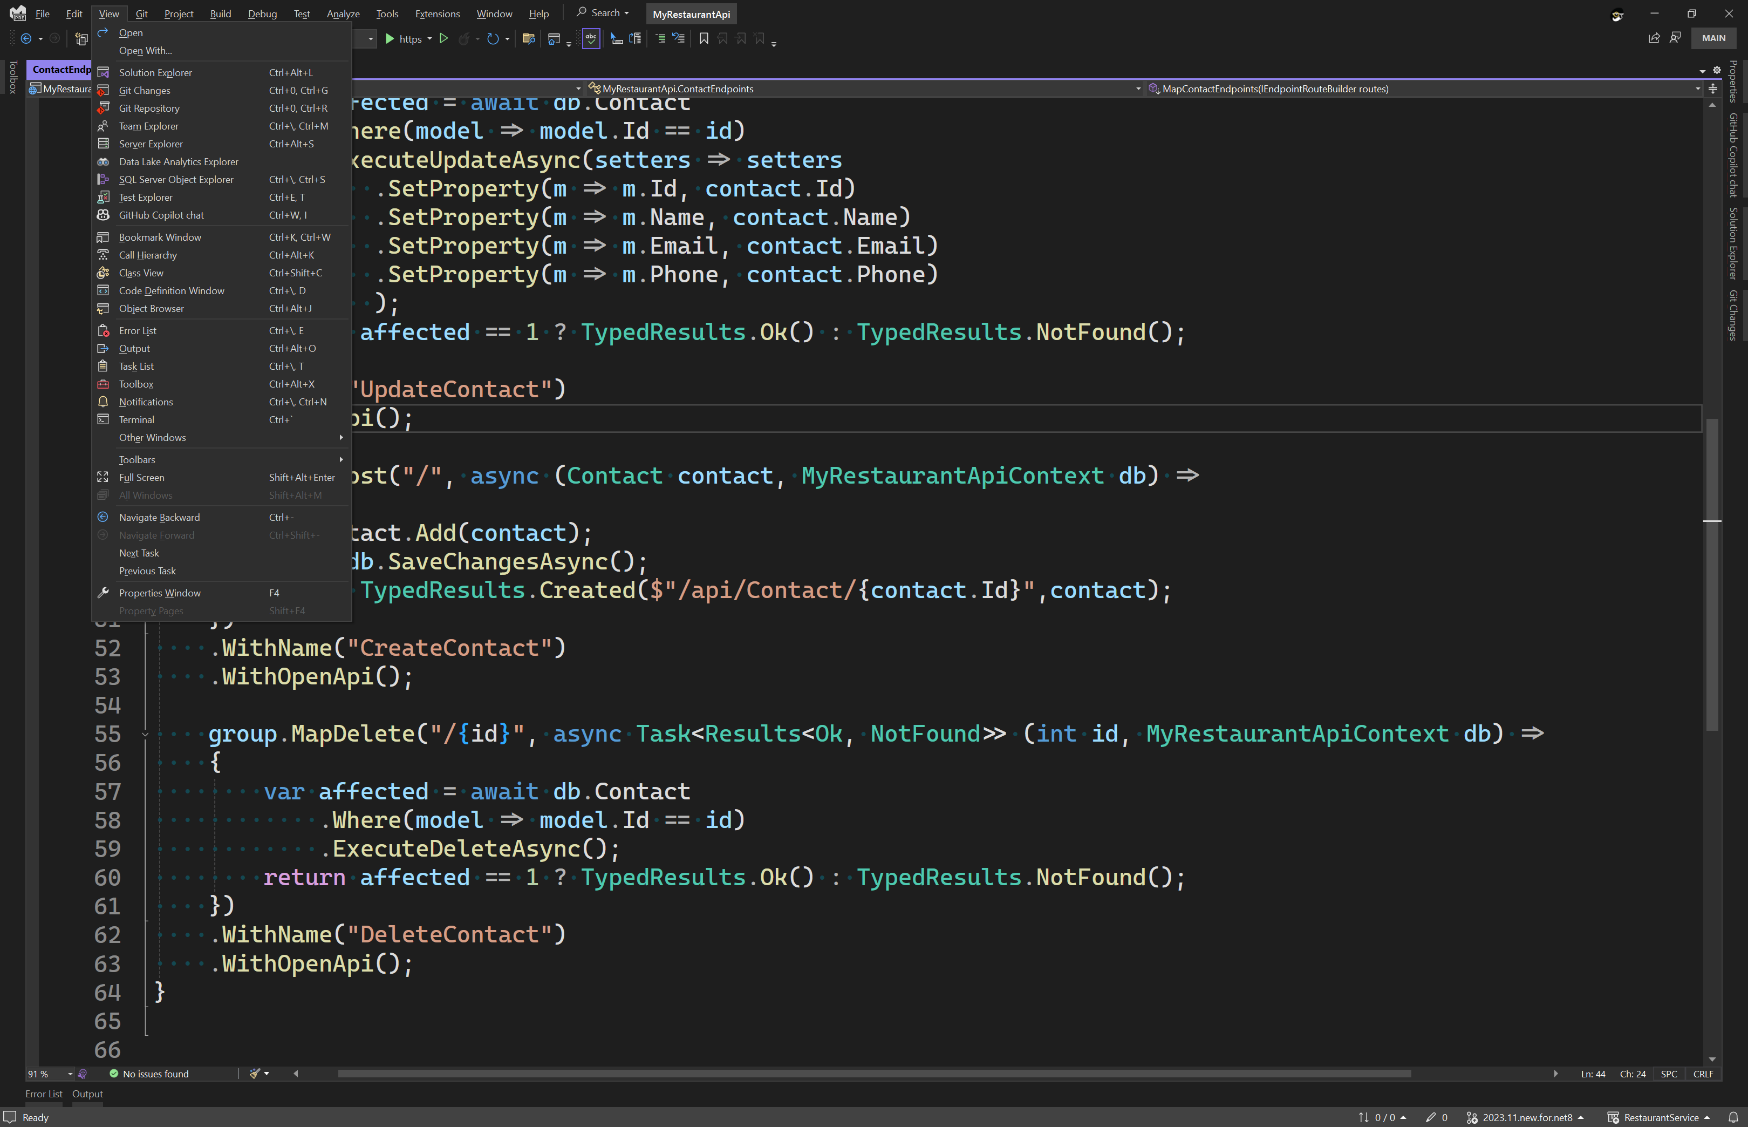 File Edit View Git Project Build Debug Test Analyze Tools Extensions Window Help Search MyRestaurantApi
https MAIN
ContactEndp
MyRestaura MyRestaurantApi.ContactEndpoints MapContactEndpoints(IEndpointRouteBuilder routes)
Toolbox
Open
Open With...
Solution Explorer Ctrl+Alt+L
Git Changes Ctrl+0, Ctrl+G
Git Repository Ctrl+0, Ctrl+R
Team Explorer Ctrl+\, Ctrl+M
Server Explorer Ctrl+Alt+S
Data Lake Analytics Explorer
SQL Server Object Explorer Ctrl+\, Ctrl+S
Test Explorer Ctrl+E, T
GitHub Copilot chat Ctrl+W, I
Bookmark Window Ctrl+K, Ctrl+W
Call Hierarchy Ctrl+Alt+K
Class View Ctrl+Shift+C
Code Definition Window Ctrl+\, D
Object Browser Ctrl+Alt+J
Error List Ctrl+\, E
Output Ctrl+Alt+O
Task List Ctrl+\, T
Toolbox Ctrl+Alt+X
Notifications Ctrl+\, Ctrl+N
Terminal Ctrl+`
Other Windows
Toolbars
Full Screen Shift+Alt+Enter
All Windows Shift+Alt+M
Navigate Backward Ctrl+-
Navigate Forward Ctrl+Shift+-
Next Task
Previous Task
Properties Window F4
Property Pages Shift+F4
fected = await db.Contact
here(model => model.Id == id)
xecuteUpdateAsync(setters => setters
.SetProperty(m => m.Id, contact.Id)
.SetProperty(m => m.Name, contact.Name)
.SetProperty(m => m.Email, contact.Email)
.SetProperty(m => m.Phone, contact.Phone)
);
affected == 1 ? TypedResults.Ok() : TypedResults.NotFound();
"UpdateContact")
pi();
ost("/", async (Contact contact, MyRestaurantApiContext db) =>
tact.Add(contact);
db.SaveChangesAsync();
TypedResults.Created($"/api/Contact/{contact.Id}",contact);
51 })
52 .WithName("CreateContact")
53 .WithOpenApi();
54
55 group.MapDelete("/{id}", async Task<Results<Ok, NotFound>> (int id, MyRestaurantApiContext db) =>
56 {
57 var affected = await db.Contact
58 .Where(model => model.Id == id)
59 .ExecuteDeleteAsync();
60 return affected == 1 ? TypedResults.Ok() : TypedResults.NotFound();
61 })
62 .WithName("DeleteContact")
63 .WithOpenApi();
64 }
65
66
Properties
GitHub Copilot chat
Solution Explorer
Git Changes
91 % No issues found Ln: 44 Ch: 24 SPC CRLF
Error List Output
Ready 0 / 0 0 2023.11.new.for.net8 RestaurantService